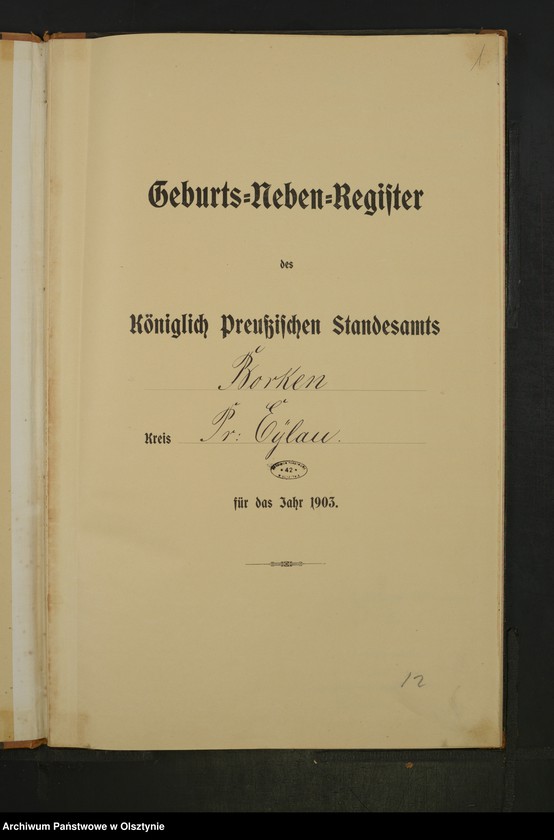 1
Geburts=Neben=Register
des
Königlich Preußischen Standesamts
Borken
Kreis Pr: Eylau.
* 42 *
für das Jahr 1903.
12
Archiwum Państwowe w Olsztynie